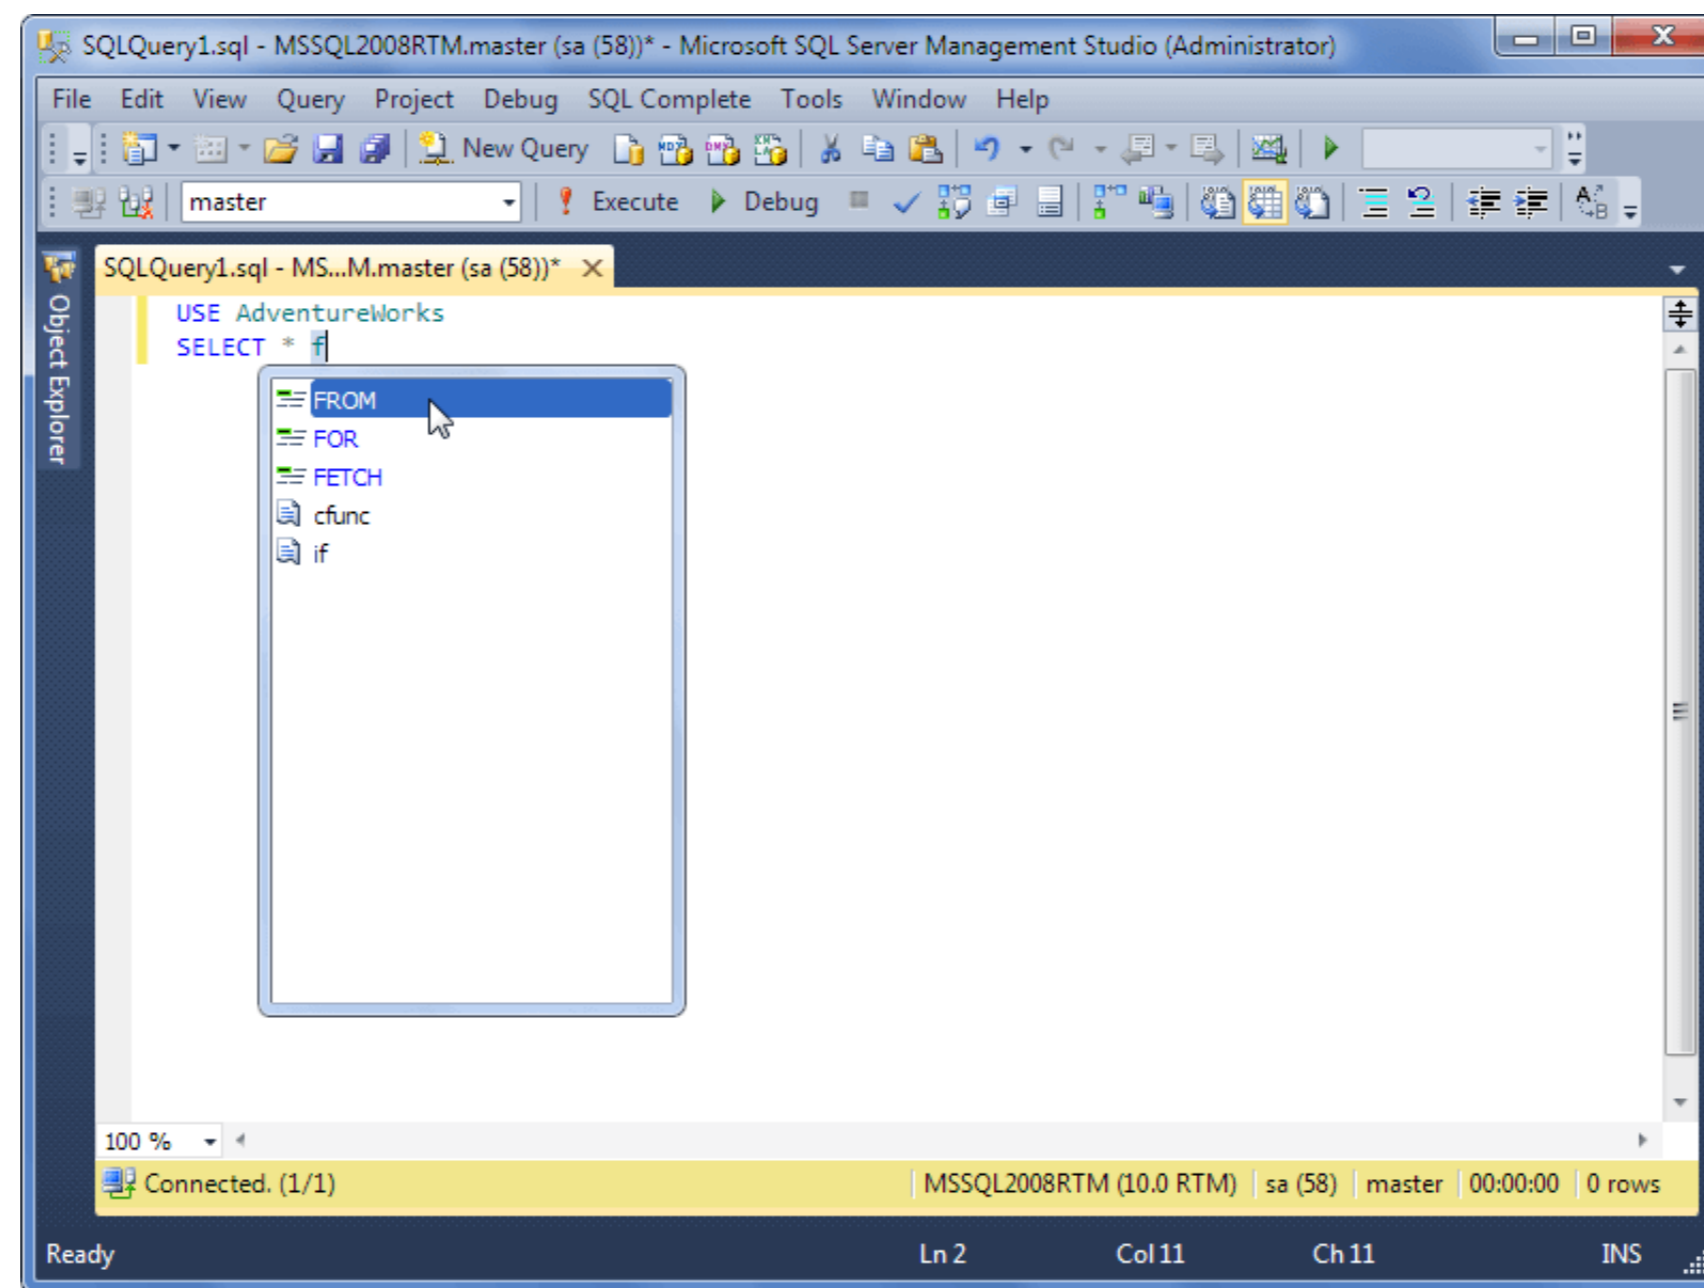 SQLQuery1.sql - MSSQL2008RTM.master (sa (58))* - Microsoft SQL Server Management Studio (Administrator)
File Edit View Query Project Debug SQL Complete Tools Window Help
New Query
master Execute Debug
SQLQuery1.sql - MS...M.master (sa (58))*
Object Explorer
USE AdventureWorks
SELECT * f
FROM
FOR
FETCH
cfunc
if
100 %
Connected. (1/1) MSSQL2008RTM (10.0 RTM) sa (58) master 00:00:00 0 rows
Ready Ln 2 Col 11 Ch 11 INS